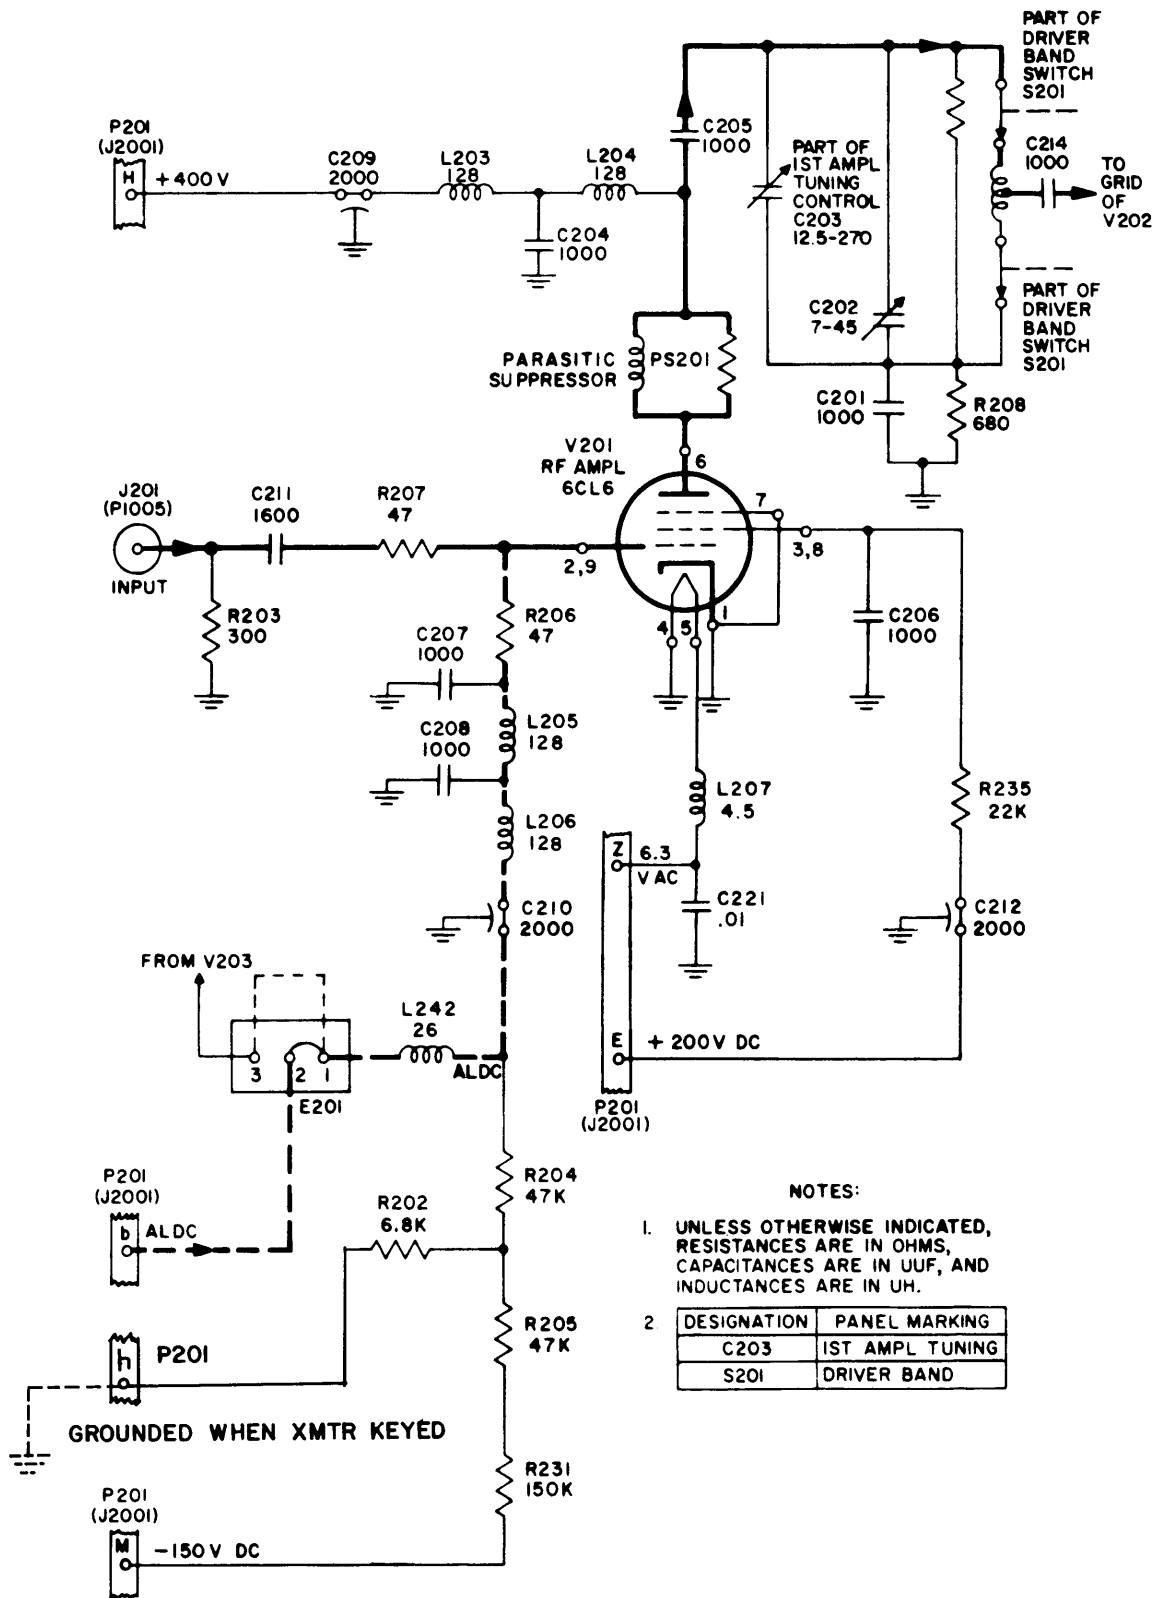 PART OF
DRIVER
BAND
SWITCH
S201
P201
(J2001)
H
+400 V
C209
2000
L203
128
L204
128
C204
1000
C205
1000
PART OF
1ST AMPL
TUNING
CONTROL
C203
12.5-270
C214
1000
TO
GRID
OF
V202
C202
7-45
PART OF
DRIVER
BAND
SWITCH
S201
PARASITIC
SUPPRESSOR
PS201
C201
1000
R208
680
V201
RF AMPL
6CL6
6
7
J201
(P1005)
INPUT
C211
1600
R207
47
2,9
3,8
R203
300
R206
47
4
5
1
C206
1000
C207
1000
L205
128
C208
1000
L206
128
L207
4.5
R235
22K
Z
6.3
V AC
C221
.01
C210
2000
C212
2000
FROM V203
L242
26
3
2
1
E201
ALDC
E
+ 200V DC
P201
(J2001)
P201
(J2001)
b
ALDC
R202
6.8K
R204
47K
h
P201
R205
47K
GROUNDED WHEN XMTR KEYED
P201
(J2001)
M
-150V DC
R231
150K
NOTES:
1. UNLESS OTHERWISE INDICATED,
RESISTANCES ARE IN OHMS,
CAPACITANCES ARE IN UUF, AND
INDUCTANCES ARE IN UH.
2 DESIGNATION PANEL MARKING
C203 1ST AMPL TUNING
S201 DRIVER BAND